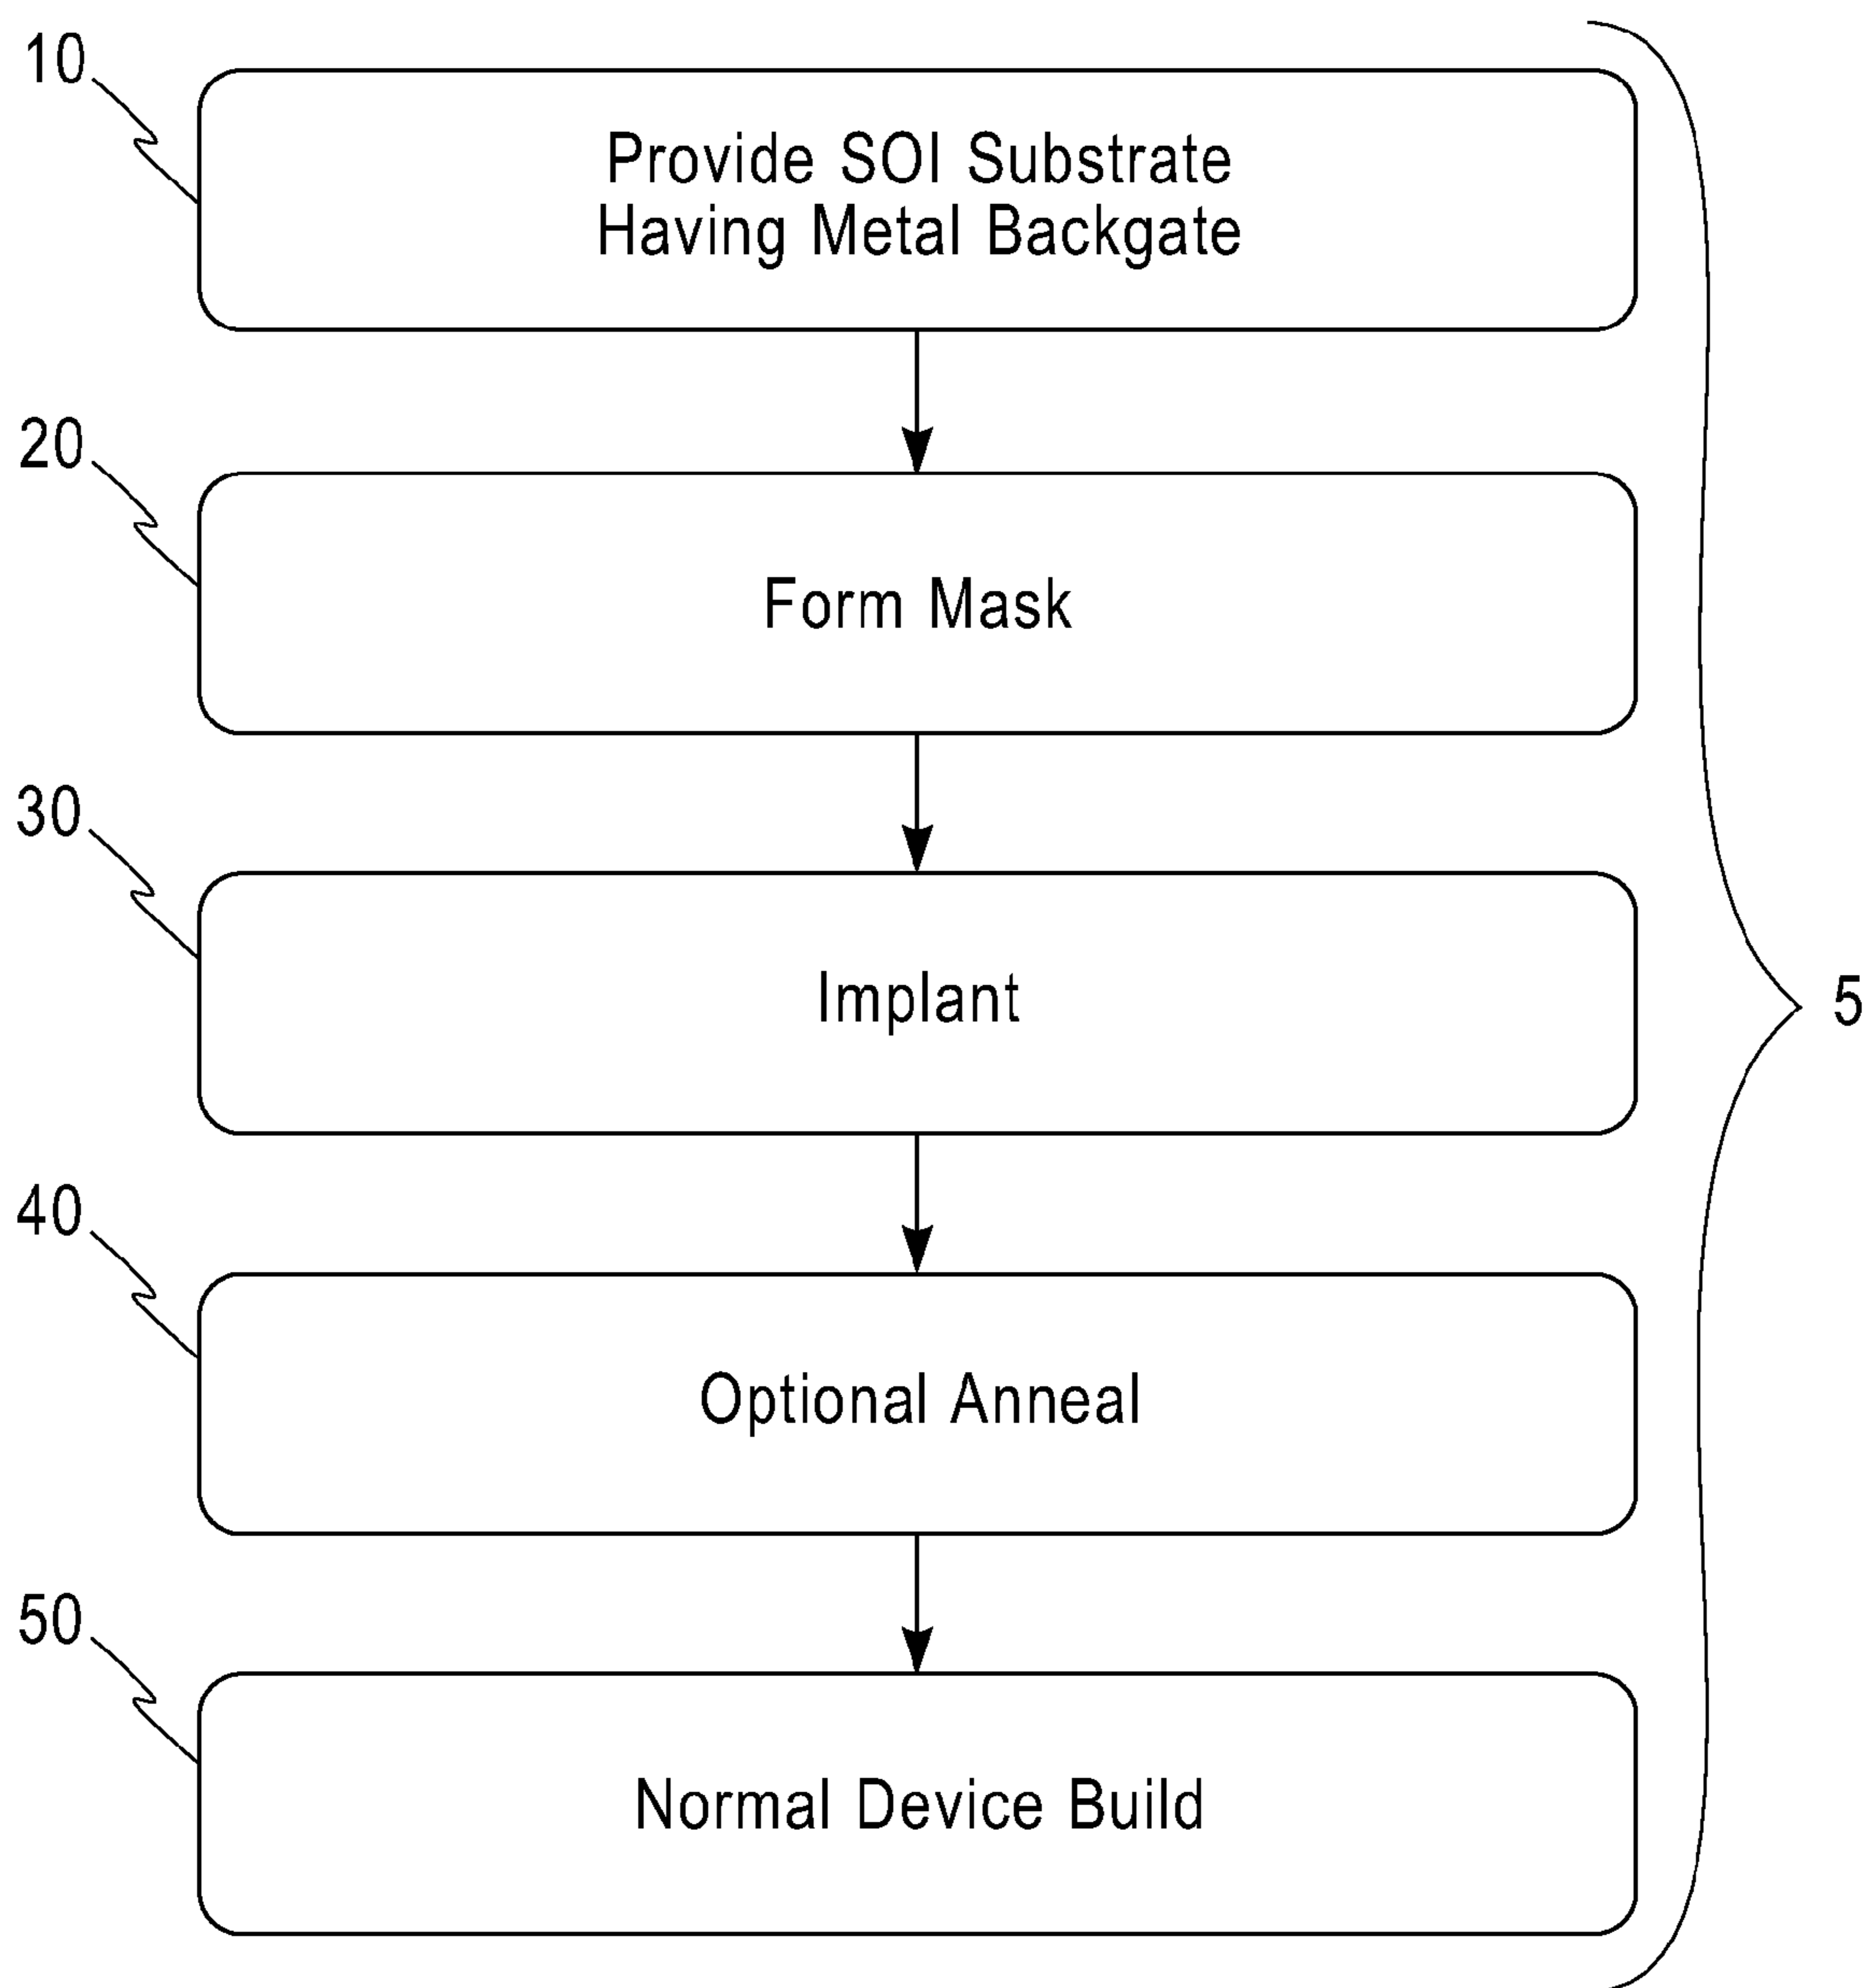 10
Provide SOI Substrate
Having Metal Backgate
20
Form Mask
30
Implant
5
40
Optional Anneal
50
Normal Device Build